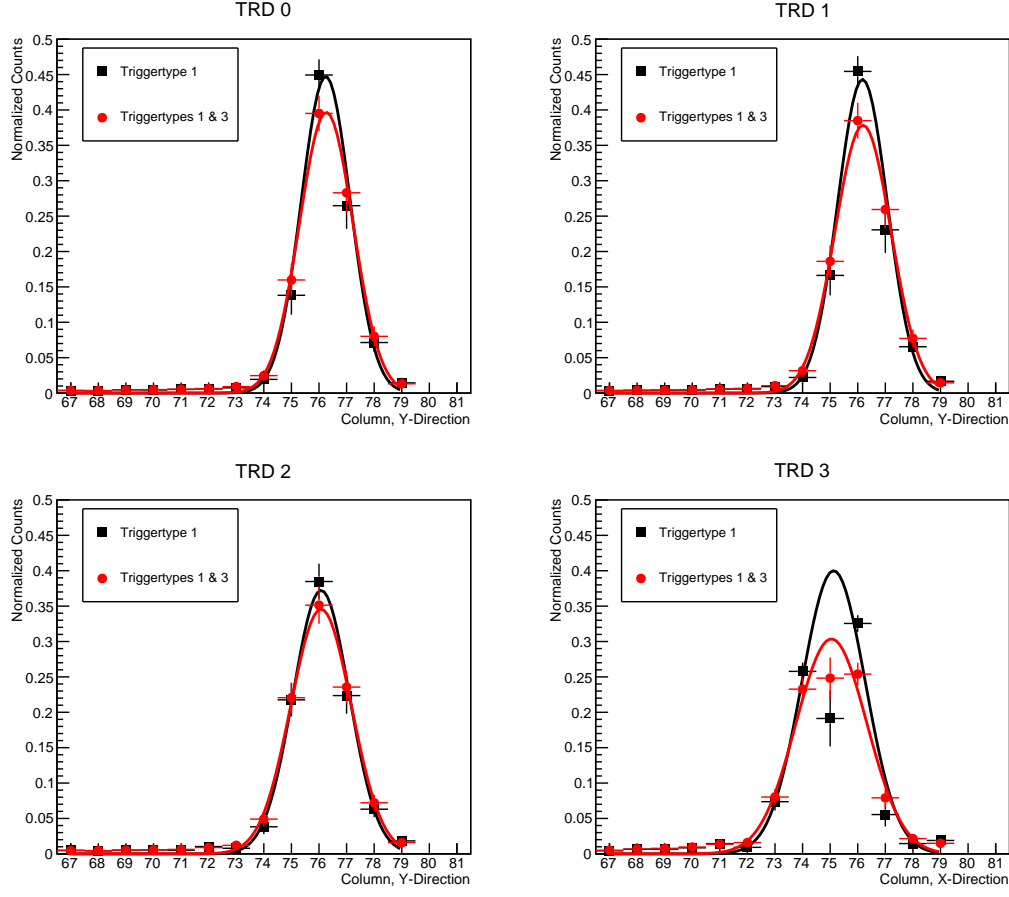 TRD 0
Normalized Counts
0.5
0.45
0.4
0.35
0.3
0.25
0.2
0.15
0.1
0.05
0
Triggertype 1
Triggertypes 1 & 3
67 68 69 70 71 72 73 74 75 76 77 78 79 80 81
Column, Y-Direction
TRD 1
Normalized Counts
0.5
0.45
0.4
0.35
0.3
0.25
0.2
0.15
0.1
0.05
0
Triggertype 1
Triggertypes 1 & 3
67 68 69 70 71 72 73 74 75 76 77 78 79 80 81
Column, Y-Direction
TRD 2
Normalized Counts
0.5
0.45
0.4
0.35
0.3
0.25
0.2
0.15
0.1
0.05
0
Triggertype 1
Triggertypes 1 & 3
67 68 69 70 71 72 73 74 75 76 77 78 79 80 81
Column, Y-Direction
TRD 3
Normalized Counts
0.5
0.45
0.4
0.35
0.3
0.25
0.2
0.15
0.1
0.05
0
Triggertype 1
Triggertypes 1 & 3
67 68 69 70 71 72 73 74 75 76 77 78 79 80 81
Column, X-Direction